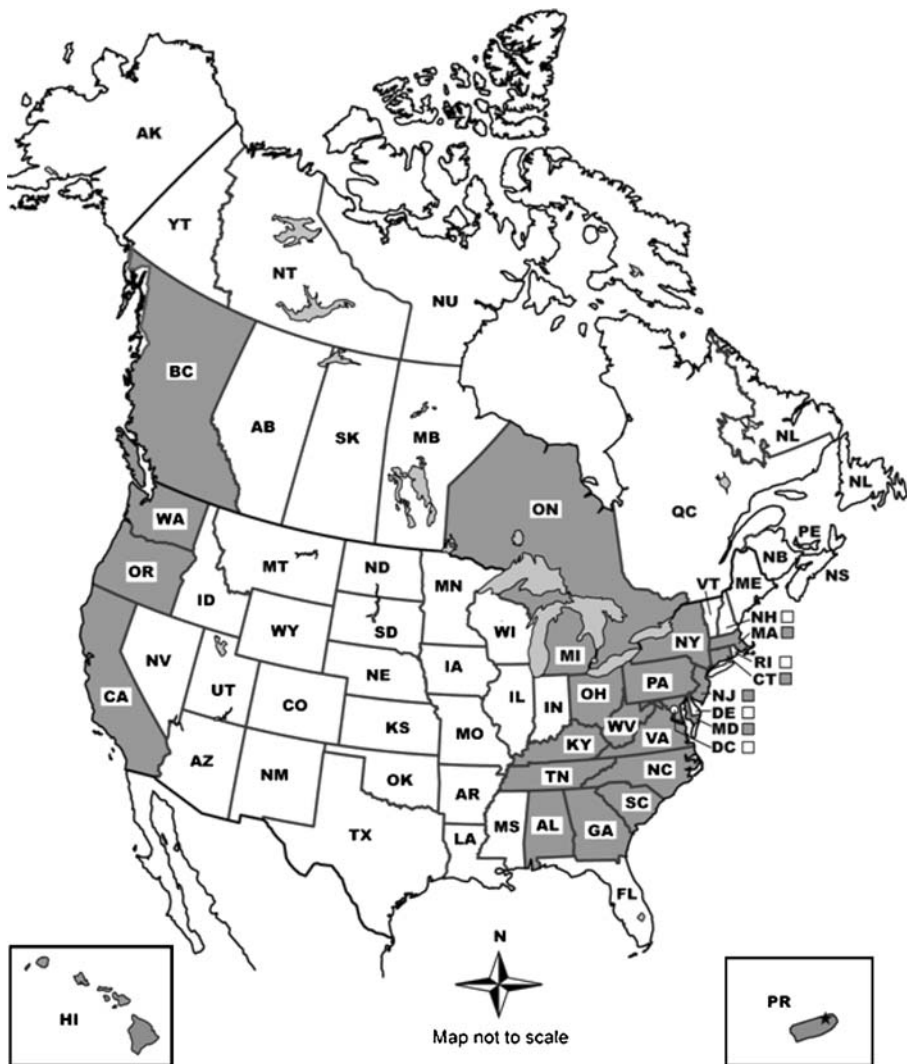 AK
YT
NT
NU
BC
AB
SK
MB
NL
NL
ON
QC
PE
NB
NS
WA
MT
ND
MN
VT
ME
OR
ID
NH
MA
WY
SD
WI
NY
RI
CT
MI
NV
NE
IA
PA
NJ
CA
UT
CO
IL
IN
OH
DE
MD
KS
MO
WV
VA
DC
KY
AZ
NM
OK
TN
NC
AR
SC
TX
LA
MS
AL
GA
FL
N
HI
PR
Map not to scale